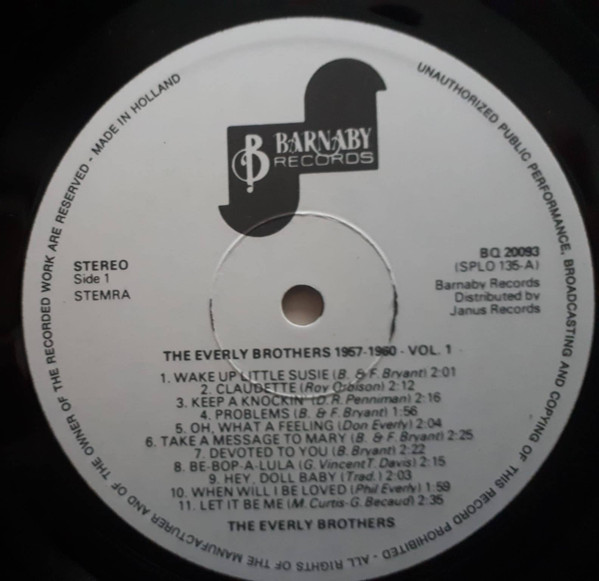 B BARNABY
RECORDS
UNAUTHORIZED PUBLIC PERFORMANCE, BROADCASTING AND COPYING OF THIS RECORD PROHIBITED - ALL RIGHTS OF THE MANUFACTURER AND OF THE OWNER OF THE RECORDED WORK ARE RESERVED - MADE IN HOLLAND
STEREO
Side 1
STEMRA
BQ 20093
(SPLO 135-A)
Barnaby Records
Distributed by
Janus Records
THE EVERLY BROTHERS 1957-1960 - VOL. 1
1. WAKE UP LITTLE SUSIE (B. & F. Bryant) 2:01
2. CLAUDETTE (Roy Orbison) 2:12
3. KEEP A KNOCKIN' (D.R. Penniman) 2:16
4. PROBLEMS (B. & F. Bryant) 1:56
5. OH, WHAT A FEELING (Don Everly) 2:04
6. TAKE A MESSAGE TO MARY (B. & F. Bryant) 2:25
7. DEVOTED TO YOU (B. Bryant) 2:22
8. BE-BOP-A-LULA (G. Vincent T. Davis) 2:15
9. HEY, DOLL BABY (Trad.) 2:03
10. WHEN WILL I BE LOVED (Phil Everly) 1:59
11. LET IT BE ME (M. Curtis-G. Becaud) 2:35
THE EVERLY BROTHERS